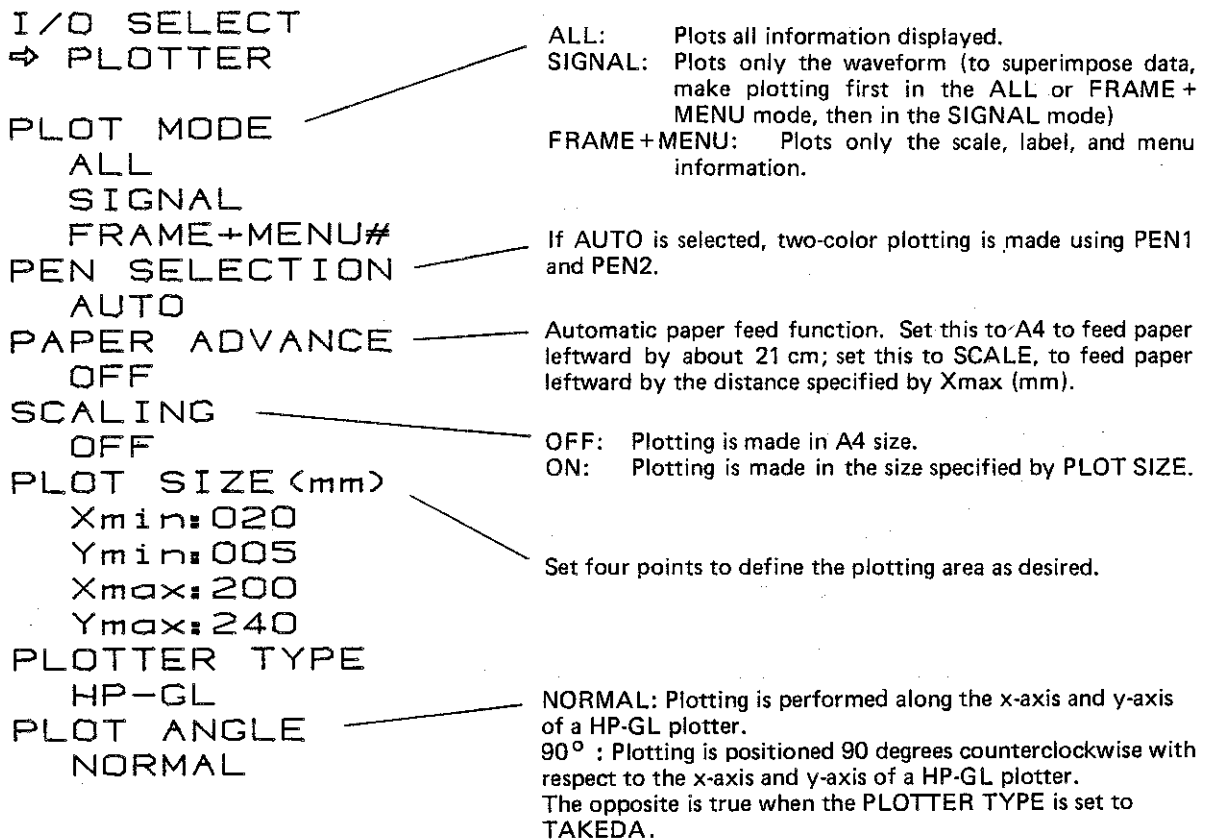 I/O SELECT
⇨ PLOTTER
PLOT MODE
ALL
SIGNAL
FRAME+MENU#
PEN SELECTION
AUTO
PAPER ADVANCE
OFF
SCALING
OFF
PLOT SIZE(mm)
Xmin:020
Ymin:005
Xmax:200
Ymax:240
PLOTTER TYPE
HP-GL
PLOT ANGLE
NORMAL
ALL: Plots all information displayed.
SIGNAL: Plots only the waveform (to superimpose data,
make plotting first in the ALL or FRAME +
MENU mode, then in the SIGNAL mode)
FRAME+MENU: Plots only the scale, label, and menu
information.
If AUTO is selected, two-color plotting is made using PEN1
and PEN2.
Automatic paper feed function. Set this to A4 to feed paper
leftward by about 21 cm; set this to SCALE, to feed paper
leftward by the distance specified by Xmax (mm).
OFF: Plotting is made in A4 size.
ON: Plotting is made in the size specified by PLOT SIZE.
Set four points to define the plotting area as desired.
NORMAL: Plotting is performed along the x-axis and y-axis
of a HP-GL plotter.
90° : Plotting is positioned 90 degrees counterclockwise with
respect to the x-axis and y-axis of a HP-GL plotter.
The opposite is true when the PLOTTER TYPE is set to
TAKEDA.